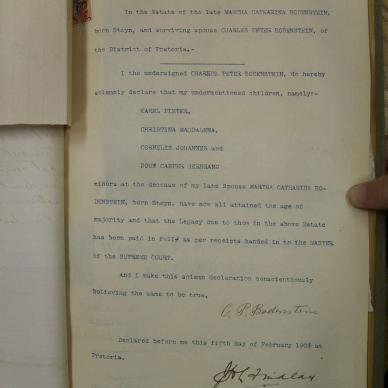 In the Estate of the late MARTHA CATHARINA BODENSTEIN,
born Steyn, and surviving spouse CHARLES PETER BODENSTEIN, of
the District of Pretoria.-
I the undersigned CHARLES PETER BODENSTEIN, do hereby
solemnly declare that my undermentioned children, namely:-
KAREL PIETER,
CHRISTINA MAGDALENA,
CORNELIS JOHANNES and
DOUW GERBRAND
minors at the decease of my late Spouse MARTHA CATHARINA BO-
DENSTEIN, born Steyn, have now all attained the age of
majority and that the Legacy due to them in the above Estate
has been paid in full, as per receipts handed in to the MASTER
of the SUPREME COURT.
And I make this solemn declaration conscientiously
believing the same to be true.
C. P. Bodenstein
Declared before me this fifth Day of February
Pretoria.